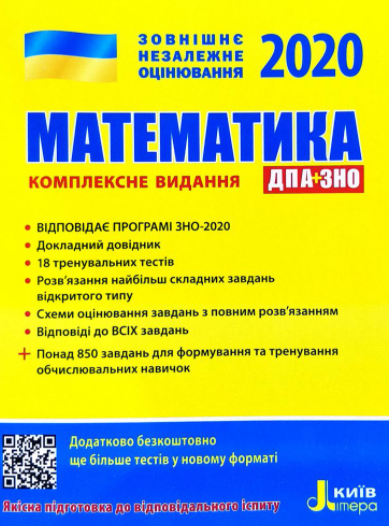 ЗОВНІШНЄ
НЕЗАЛЕЖНЕ
ОЦІНЮВАННЯ
2020
МАТЕМАТИКА
КОМПЛЕКСНЕ ВИДАННЯ
ДПА+ЗНО
• ВІДПОВІДАЄ ПРОГРАМІ ЗНО-2020
• Докладний довідник
• 18 тренувальних тестів
• Розв'язання найбільш складних завдань
відкритого типу
• Схеми оцінювання завдань з повним розв'язанням
• Відповіді до ВСІХ завдань
+ Понад 850 завдань для формування та тренування
обчислювальних навичок
Додатково безкоштовно
ще більше тестів у новому форматі
Якісна підготовка до відповідального іспиту
КИЇВ
Літера